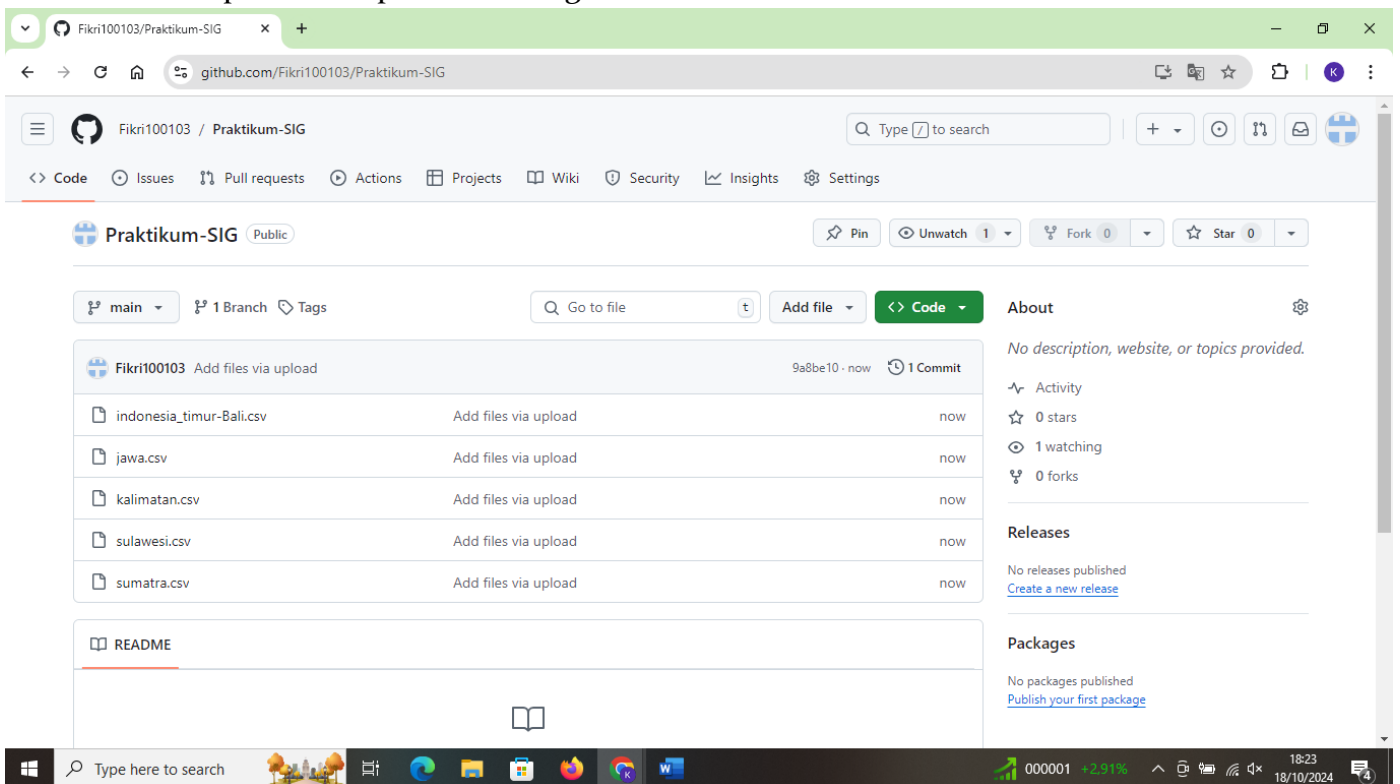 Fikri100103/Praktikum-SIG
github.com/Fikri100103/Praktikum-SIG
K
Fikri100103 / Praktikum-SIG
Type / to search
Code Issues Pull requests Actions Projects Wiki Security Insights Settings
Praktikum-SIG Public
Pin Unwatch 1 Fork 0 Star 0
main 1 Branch Tags Go to file t Add file Code
About
No description, website, or topics provided.
Fikri100103 Add files via upload 9a8be10 · now 1 Commit
indonesia_timur-Bali.csv Add files via upload now
jawa.csv Add files via upload now
kalimatan.csv Add files via upload now
sulawesi.csv Add files via upload now
sumatra.csv Add files via upload now
Activity
0 stars
1 watching
0 forks
Releases
No releases published
Create a new release
README
Packages
No packages published
Publish your first package
Type here to search
000001 +2,91%
18:23
18/10/2024
4